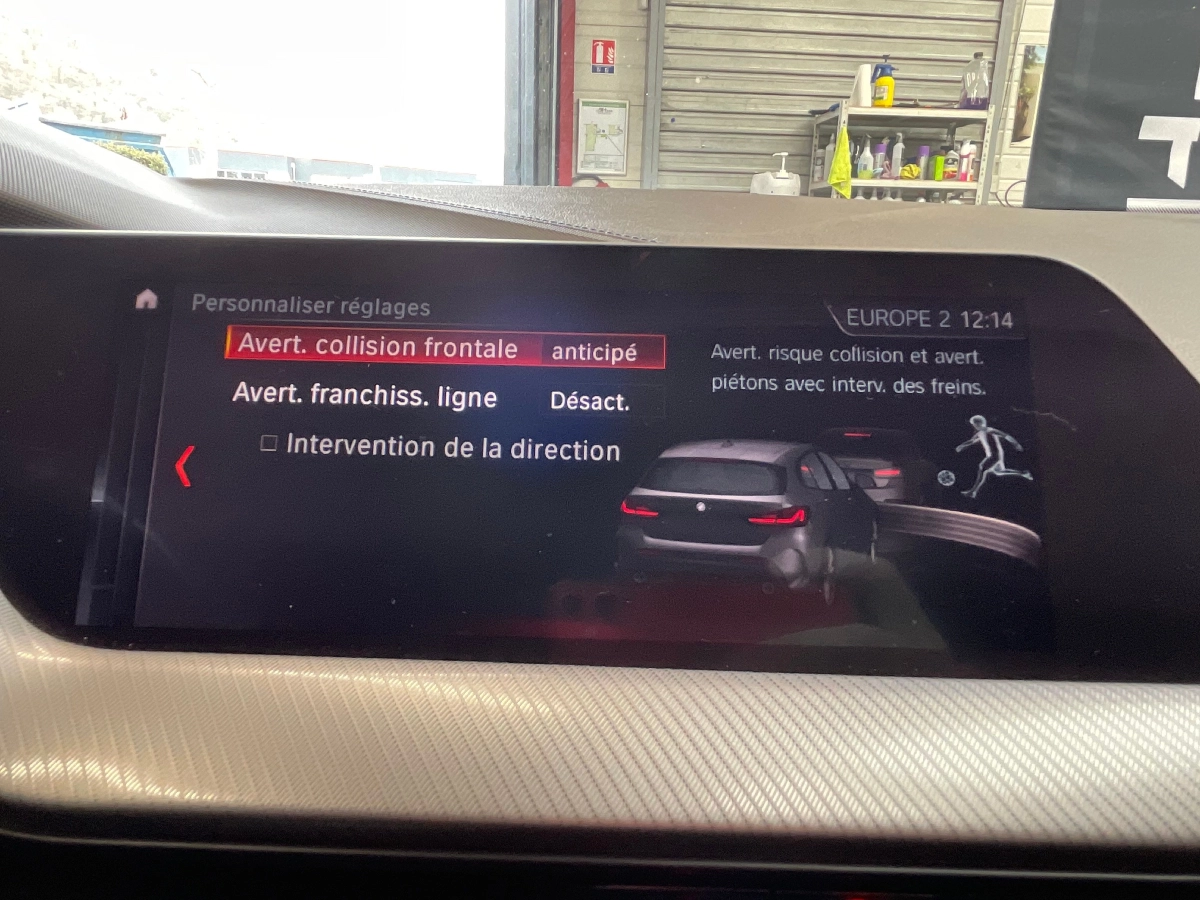 Personnaliser réglages
EUROPE 2 12:14
Avert. collision frontale anticipé
Avert. franchiss. ligne Désact.
Intervention de la direction
Avert. risque collision et avert.
piétons avec interv. des freins.